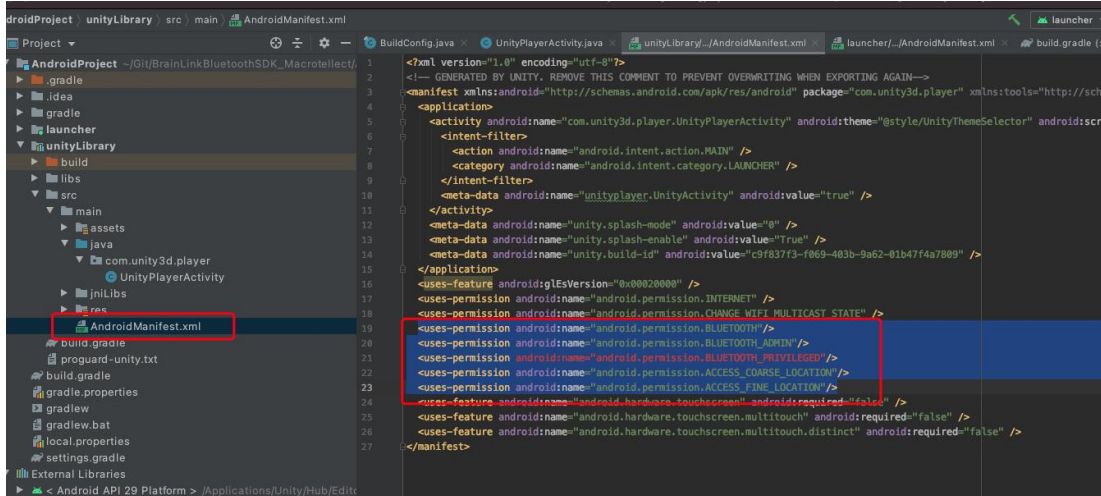 droidProject
unityLibrary
src
main
AndroidManifest.xml
launcher
Project
BuildConfig.java
UnityPlayerActivity.java
unityLibrary/.../AndroidManifest.xml
launcher/.../AndroidManifest.xml
build.gradle (:
AndroidProject ~/Git/BrainLinkBluetoothSDK_Macrotellect/
.gradle
.idea
gradle
launcher
unityLibrary
build
libs
src
main
assets
java
com.unity3d.player
UnityPlayerActivity
jniLibs
res
AndroidManifest.xml
build.gradle
proguard-unity.txt
build.gradle
gradle.properties
gradlew
gradlew.bat
local.properties
settings.gradle
External Libraries
< Android API 29 Platform > /Applications/Unity/Hub/Edito
1 <?xml version="1.0" encoding="utf-8"?>
2 <!-- GENERATED BY UNITY. REMOVE THIS COMMENT TO PREVENT OVERWRITING WHEN EXPORTING AGAIN-->
3 <manifest xmlns:android="http://schemas.android.com/apk/res/android" package="com.unity3d.player" xmlns:tools="http://sch
4 <application>
5 <activity android:name="com.unity3d.player.UnityPlayerActivity" android:theme="@style/UnityThemeSelector" android:scr
6 <intent-filter>
7 <action android:name="android.intent.action.MAIN" />
8 <category android:name="android.intent.category.LAUNCHER" />
9 </intent-filter>
10 <meta-data android:name="unityplayer.UnityActivity" android:value="true" />
11 </activity>
12 <meta-data android:name="unity.splash-mode" android:value="0" />
13 <meta-data android:name="unity.splash-enable" android:value="True" />
14 <meta-data android:name="unity.build-id" android:value="c9f837f3-f069-403b-9a62-01b47f4a7809" />
15 </application>
16 <uses-feature android:glEsVersion="0x00020000" />
17 <uses-permission android:name="android.permission.INTERNET" />
18 <uses-permission android:name="android.permission.CHANGE_WIFI_MULTICAST_STATE" />
19 <uses-permission android:name="android.permission.BLUETOOTH"/>
20 <uses-permission android:name="android.permission.BLUETOOTH_ADMIN"/>
21 <uses-permission android:name="android.permission.BLUETOOTH_PRIVILEGED"/>
22 <uses-permission android:name="android.permission.ACCESS_COARSE_LOCATION"/>
23 <uses-permission android:name="android.permission.ACCESS_FINE_LOCATION"/>
24 <uses-feature android:name="android.hardware.touchscreen" android:required="false" />
25 <uses-feature android:name="android.hardware.touchscreen.multitouch" android:required="false" />
26 <uses-feature android:name="android.hardware.touchscreen.multitouch.distinct" android:required="false" />
27 </manifest>